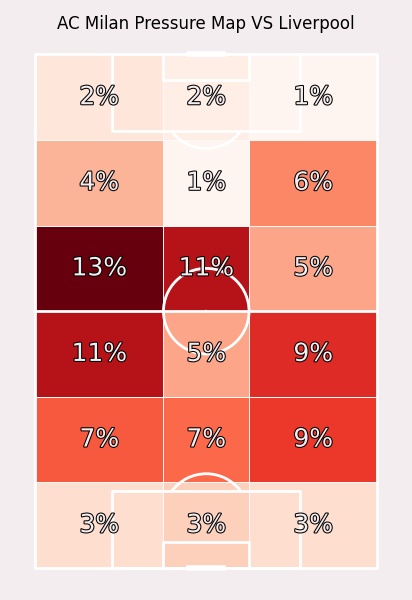 AC Milan Pressure Map VS Liverpool
2% 2% 1%
4% 1% 6%
13% 11% 5%
11% 5% 9%
7% 7% 9%
3% 3% 3%